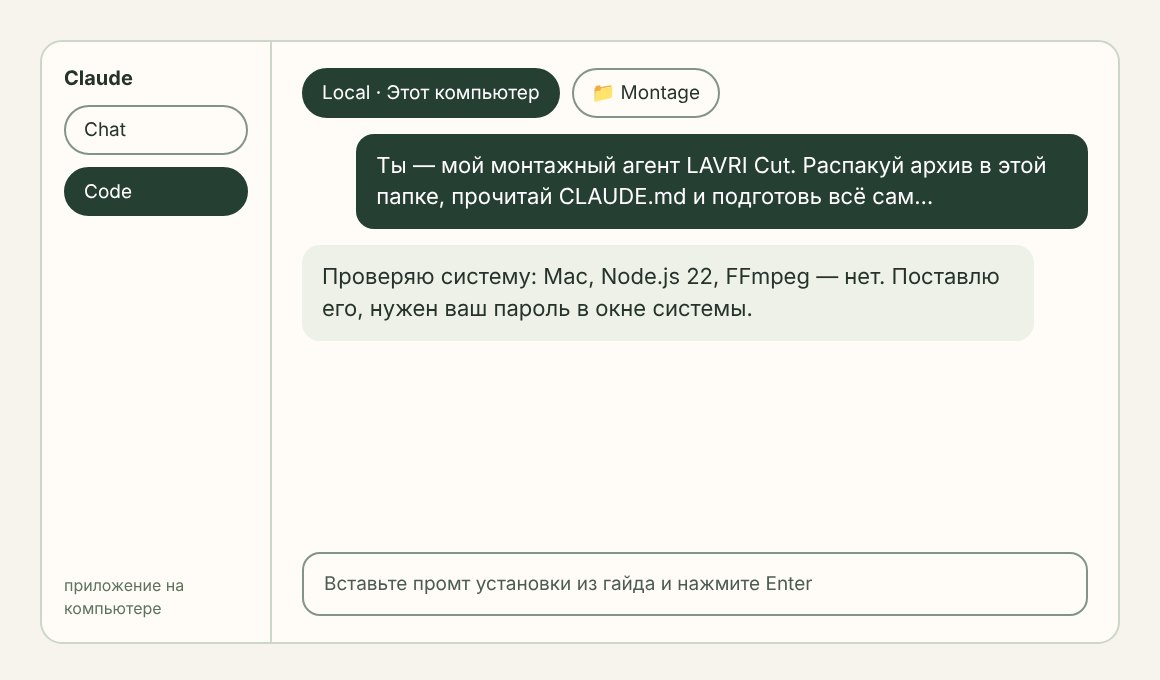 Claude
Chat
Code
приложение на
компьютере
Local · Этот компьютер
📁 Montage
Ты — мой монтажный агент LAVRI Cut. Распакуй архив в этой
папке, прочитай CLAUDE.md и подготовь всё сам…
Проверяю систему: Mac, Node.js 22, FFmpeg — нет. Поставлю
его, нужен ваш пароль в окне системы.
Вставьте промт установки из гайда и нажмите Enter